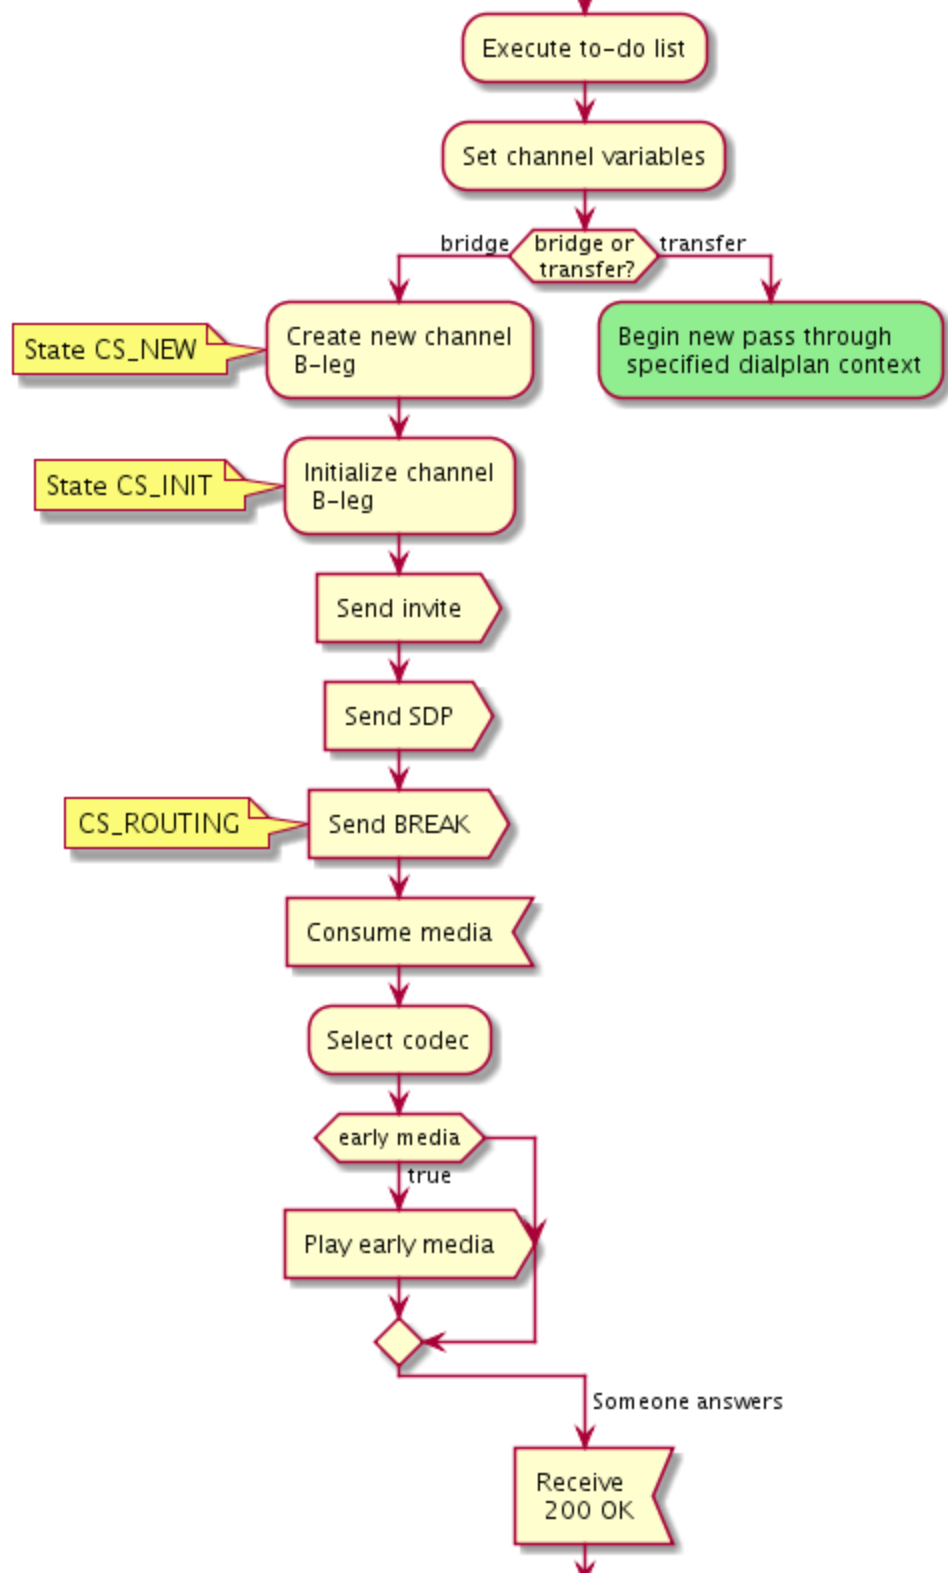 Execute to-do list
Set channel variables
bridge
bridge or
transfer?
transfer
State CS_NEW
Create new channel
B-leg
Begin new pass through
specified dialplan context
State CS_INIT
Initialize channel
B-leg
Send invite
Send SDP
CS_ROUTING
Send BREAK
Consume media
Select codec
early media
true
Play early media
Someone answers
Receive
200 OK